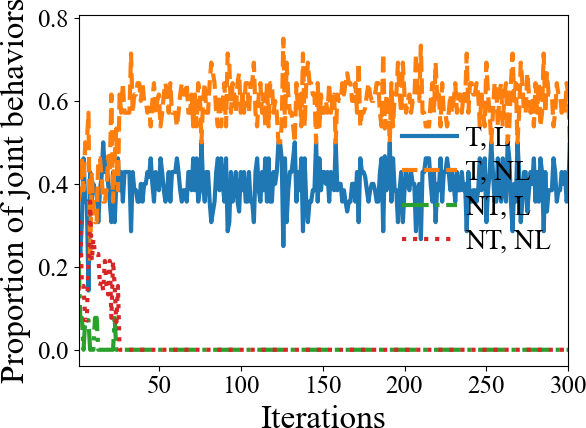 Proportion of joint behaviors
0.8
0.6
0.4
0.2
0.0
T, L
T, NL
NT, L
NT, NL
50
100
150
200
250
300
Iterations